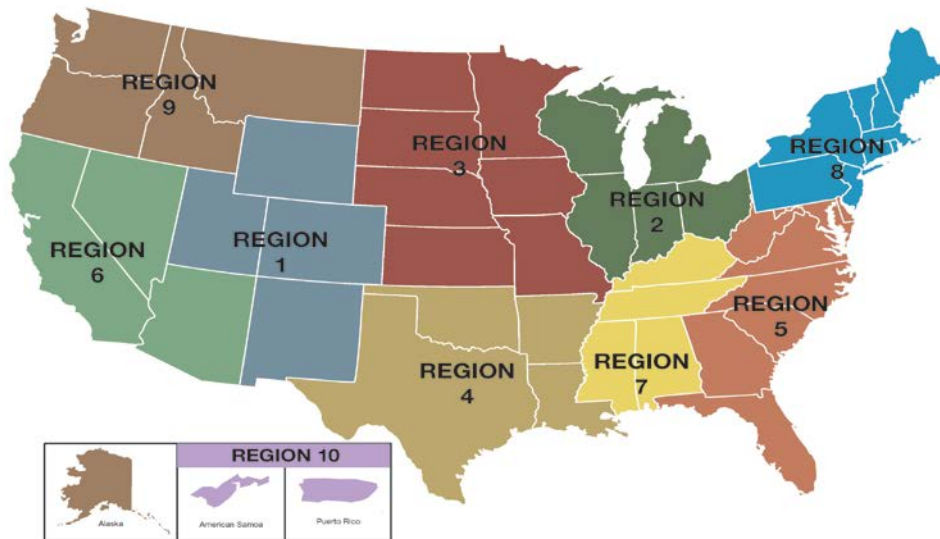 REGION
9
REGION
3
REGION
8
REGION
2
REGION
1
REGION
6
REGION
5
REGION
7
REGION
4
REGION 10
Alaska
American Samoa
Puerto Rico